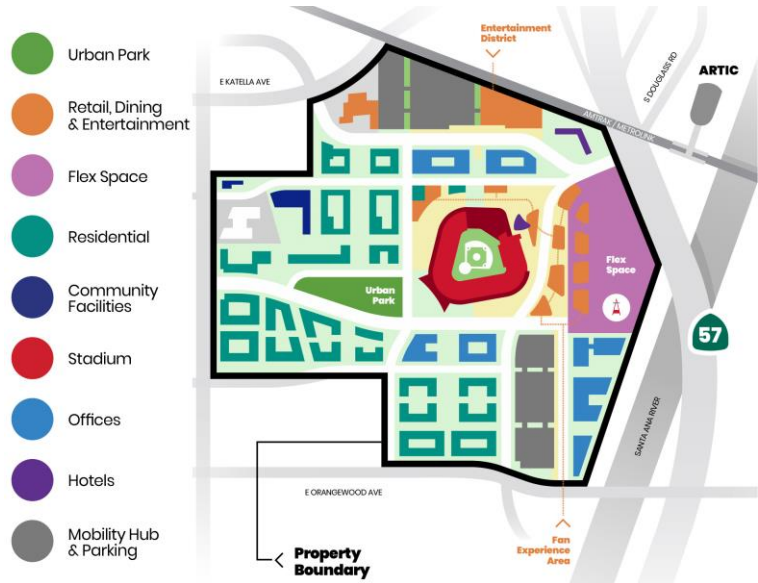 Urban Park
Retail, Dining
& Entertainment
Flex Space
Residential
Community
Facilities
Stadium
Offices
Hotels
Mobility Hub
& Parking
Entertainment
District
E KATELLA AVE
S DOUGLASS RD
ARTIC
AMTRAK / METROLINK
Flex
Space
Urban
Park
57
SANTA ANA RIVER
E ORANGEWOOD AVE
Fan
Experience
Area
Property
Boundary